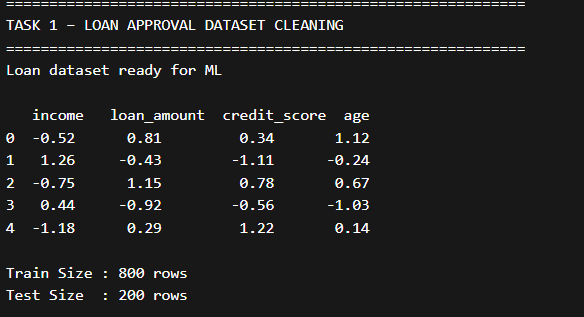 ============================================================
TASK 1 – LOAN APPROVAL DATASET CLEANING
============================================================
Loan dataset ready for ML
income loan_amount credit_score age
0 -0.52 0.81 0.34 1.12
1 1.26 -0.43 -1.11 -0.24
2 -0.75 1.15 0.78 0.67
3 0.44 -0.92 -0.56 -1.03
4 -1.18 0.29 1.22 0.14
Train Size : 800 rows
Test Size : 200 rows